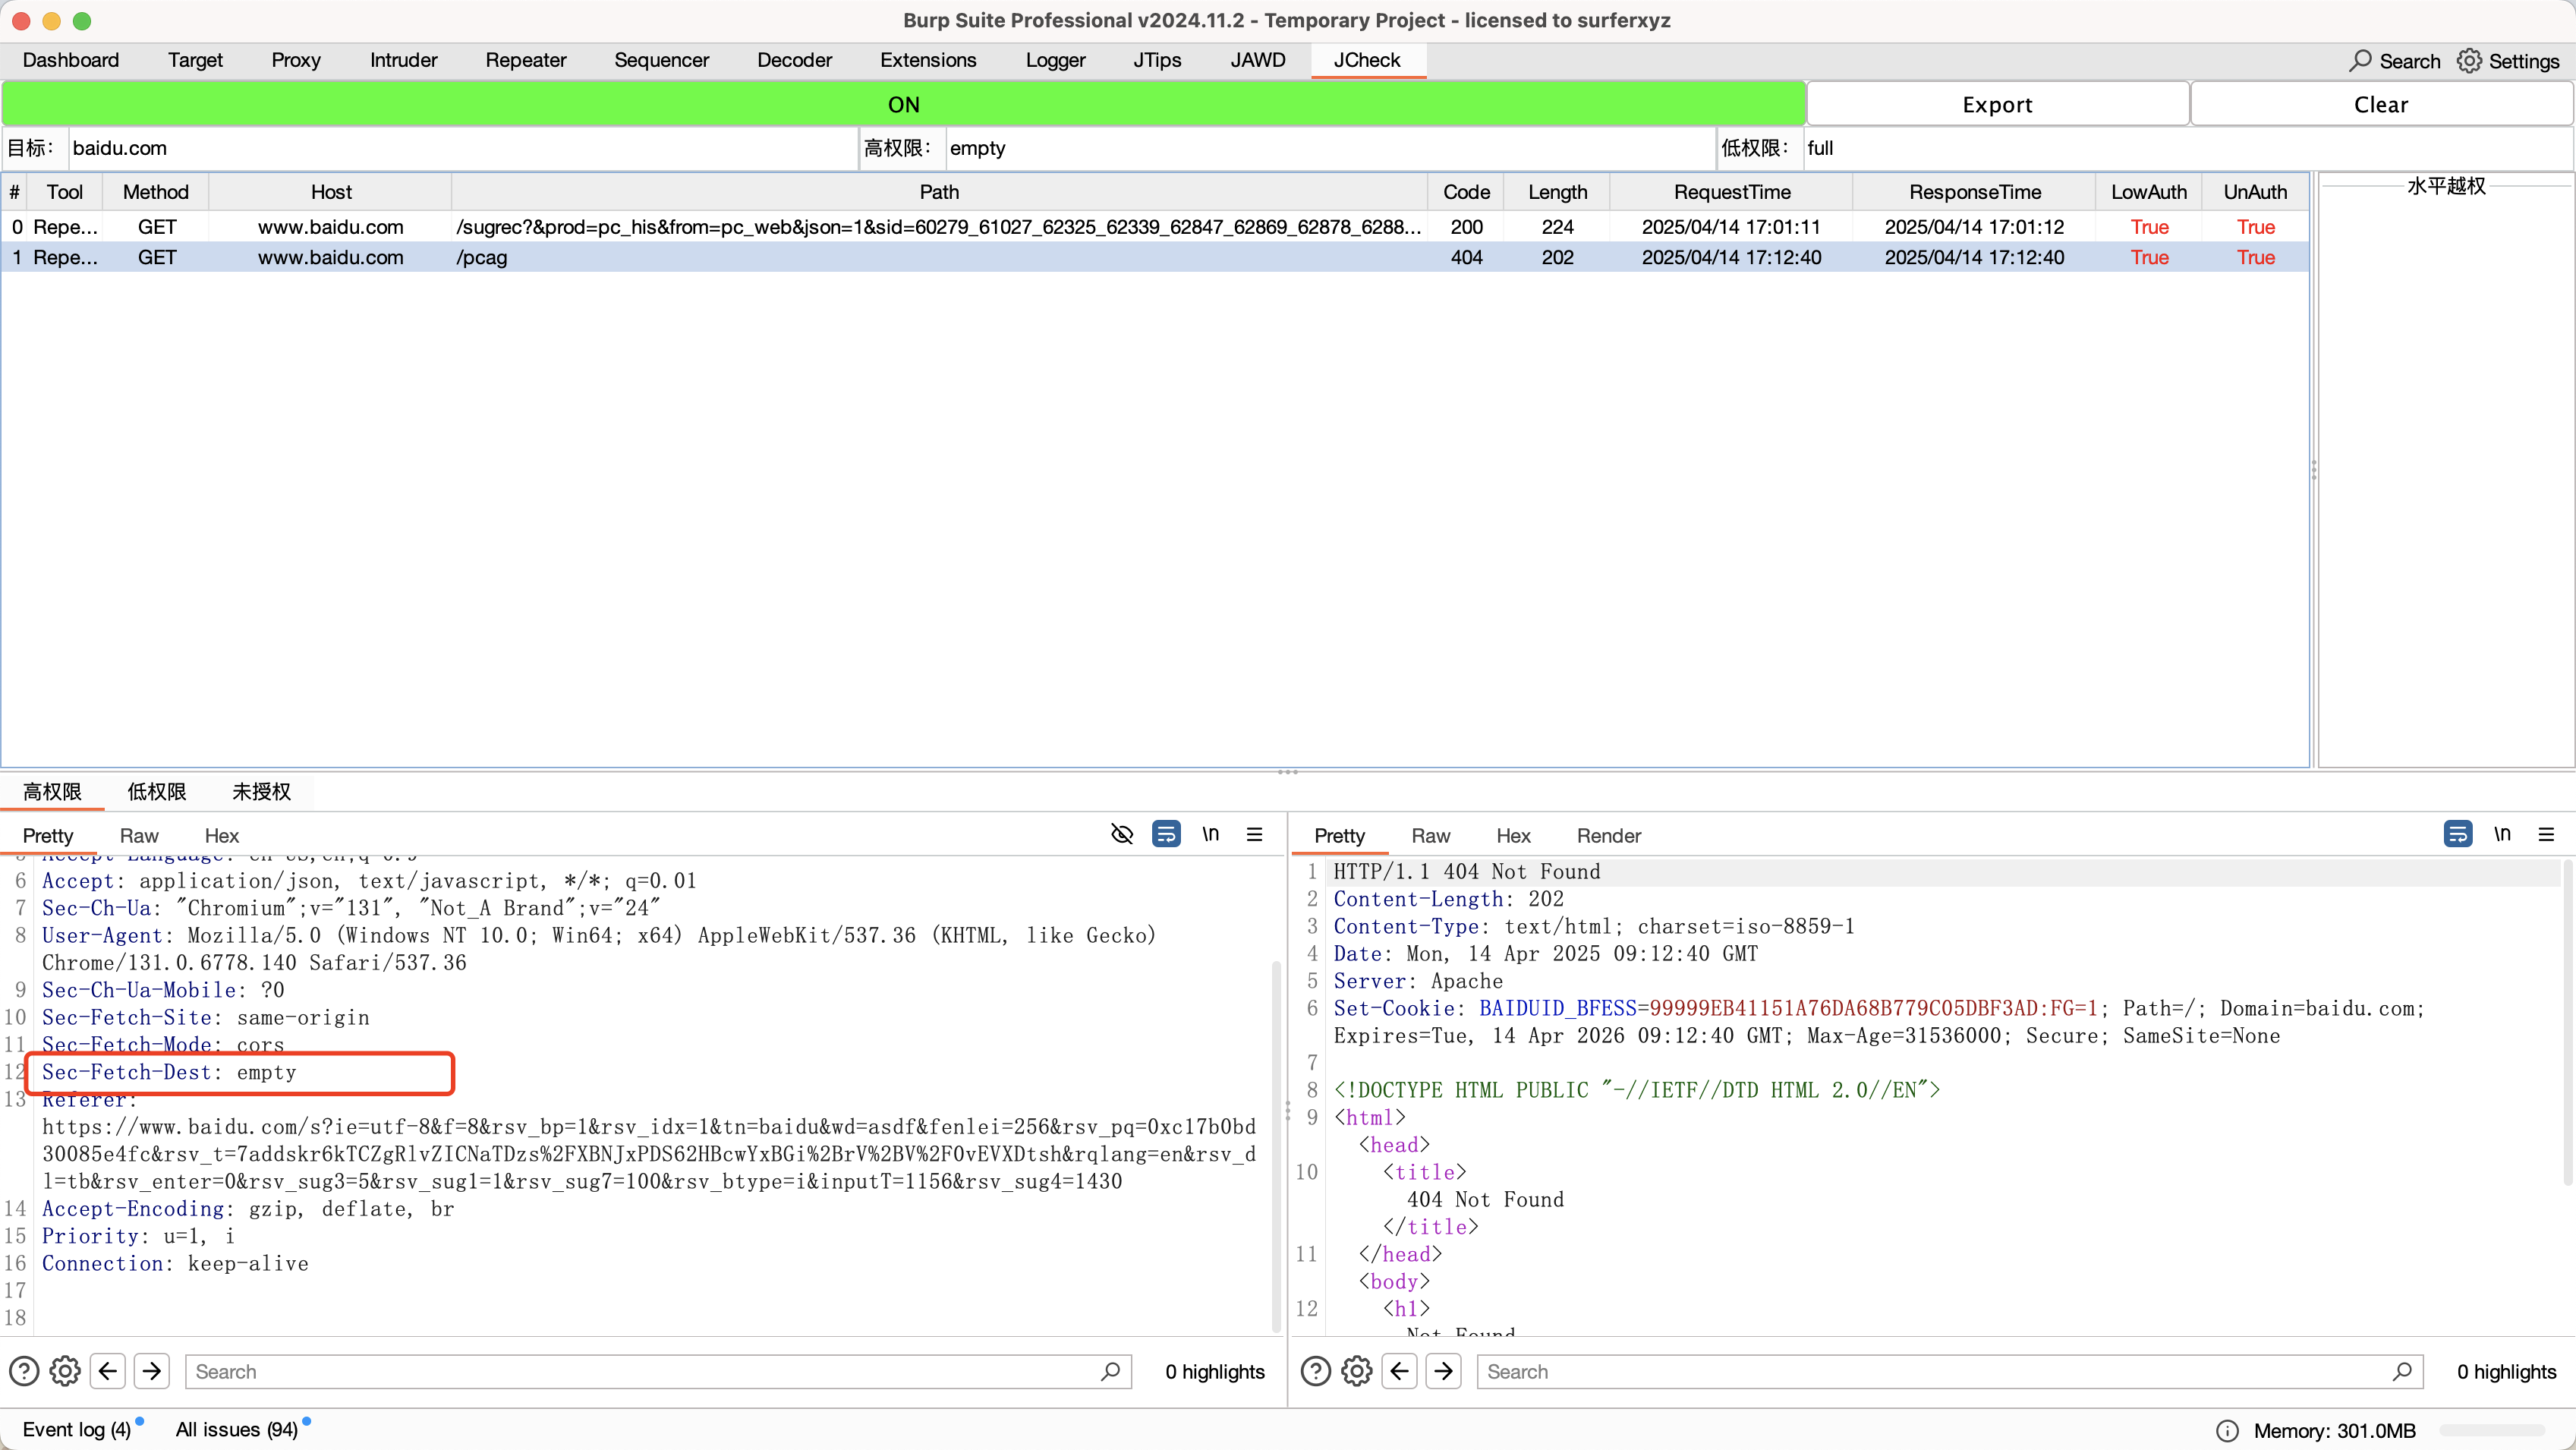 Burp Suite Professional v2024.11.2 - Temporary Project - licensed to surferxyz
Dashboard Target Proxy Intruder Repeater Sequencer Decoder Extensions Logger JTips JAWD JCheck Search Settings
ON Export Clear
目标： baidu.com 高权限： empty 低权限： full
# Tool Method Host Path Code Length RequestTime ResponseTime LowAuth UnAuth 水平越权
0 Repe... GET www.baidu.com /sugrec?&prod=pc_his&from=pc_web&json=1&sid=60279_61027_62325_62339_62847_62869_62878_6288... 200 224 2025/04/14 17:01:11 2025/04/14 17:01:12 True True
1 Repe... GET www.baidu.com /pcag 404 202 2025/04/14 17:12:40 2025/04/14 17:12:40 True True
高权限 低权限 未授权
Pretty Raw Hex \n
6 Accept: application/json, text/javascript, */*; q=0.01
7 Sec-Ch-Ua: "Chromium";v="131", "Not_A Brand";v="24"
8 User-Agent: Mozilla/5.0 (Windows NT 10.0; Win64; x64) AppleWebKit/537.36 (KHTML, like Gecko)
Chrome/131.0.6778.140 Safari/537.36
9 Sec-Ch-Ua-Mobile: ?0
10 Sec-Fetch-Site: same-origin
11 Sec-Fetch-Mode: cors
12 Sec-Fetch-Dest: empty
13 Referer:
https://www.baidu.com/s?ie=utf-8&f=8&rsv_bp=1&rsv_idx=1&tn=baidu&wd=asdf&fenlei=256&rsv_pq=0xc17b0bd
30085e4fc&rsv_t=7addskr6kTCZgRlvZICNaTDzs%2FXBNJxPDS62HBcwYxBGi%2BrV%2BV%2F0vEVXDtsh&rqlang=en&rsv_d
l=tb&rsv_enter=0&rsv_sug3=5&rsv_sug1=1&rsv_sug7=100&rsv_btype=i&inputT=1156&rsv_sug4=1430
14 Accept-Encoding: gzip, deflate, br
15 Priority: u=1, i
16 Connection: keep-alive
17
18
Search 0 highlights
Pretty Raw Hex Render \n
1 HTTP/1.1 404 Not Found
2 Content-Length: 202
3 Content-Type: text/html; charset=iso-8859-1
4 Date: Mon, 14 Apr 2025 09:12:40 GMT
5 Server: Apache
6 Set-Cookie: BAIDUID_BFESS=99999EB41151A76DA68B779C05DBF3AD:FG=1; Path=/; Domain=baidu.com;
Expires=Tue, 14 Apr 2026 09:12:40 GMT; Max-Age=31536000; Secure; SameSite=None
7
8 <!DOCTYPE HTML PUBLIC "-//IETF//DTD HTML 2.0//EN">
9 <html>
<head>
10 <title>
404 Not Found
</title>
11 </head>
<body>
12 <h1>
Not Found
Search 0 highlights
Event log (4) All issues (94) Memory: 301.0MB